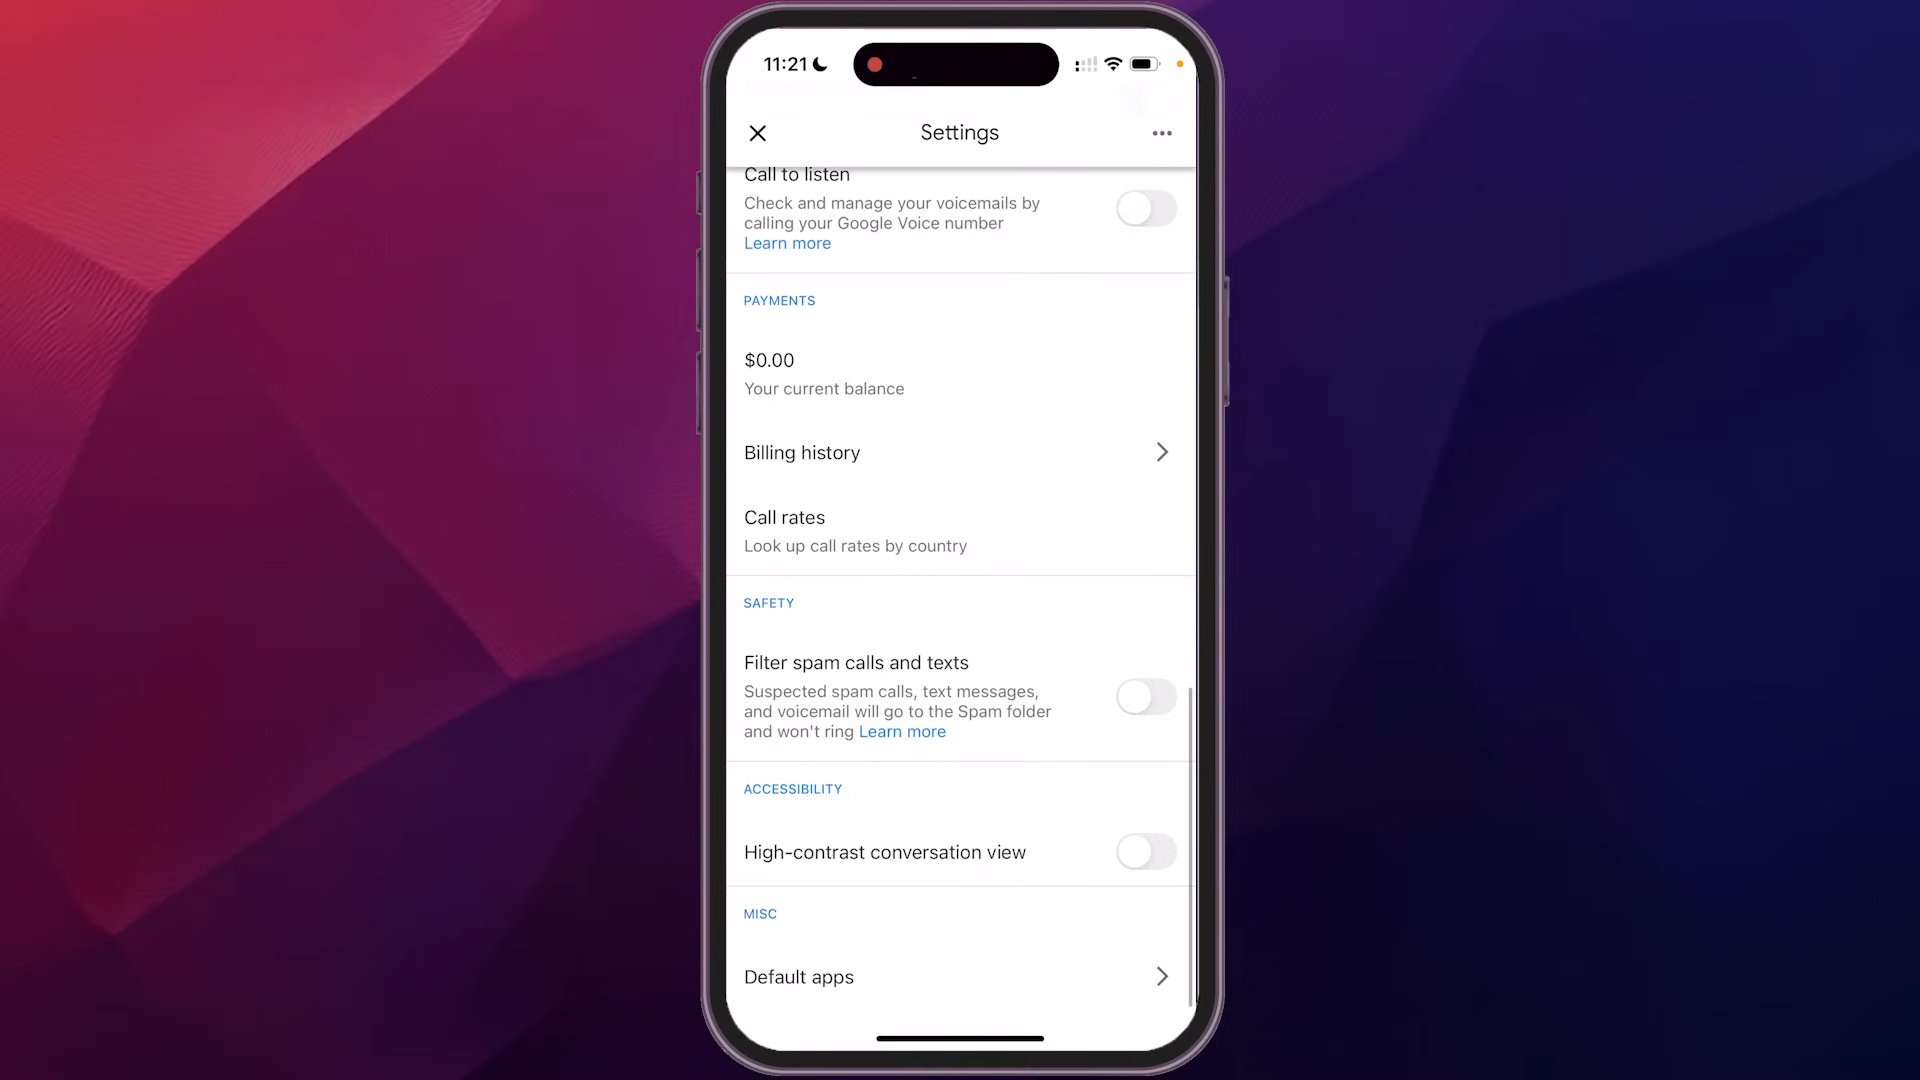 11:21
Settings
Call to listen
Check and manage your voicemails by
calling your Google Voice number
Learn more
PAYMENTS
$0.00
Your current balance
Billing history
Call rates
Look up call rates by country
SAFETY
Filter spam calls and texts
Suspected spam calls, text messages,
and voicemail will go to the Spam folder
and won't ring Learn more
ACCESSIBILITY
High-contrast conversation view
MISC
Default apps